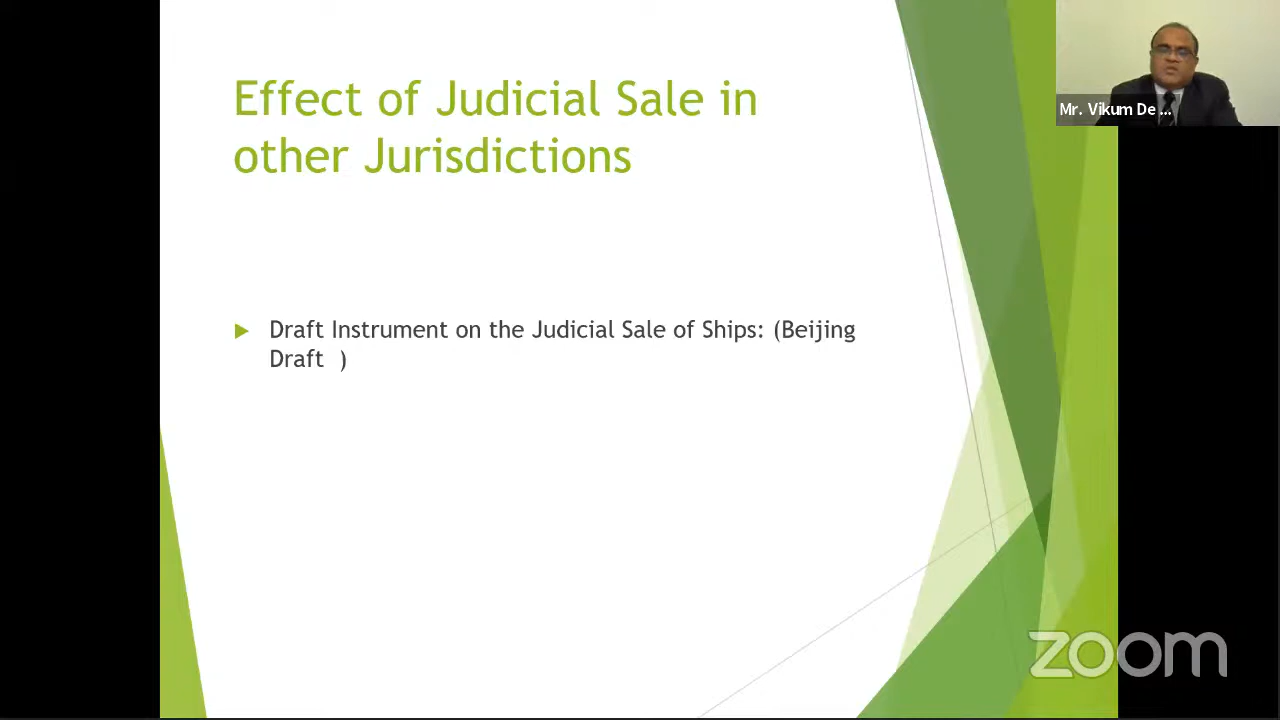 Effect of Judicial Sale in
other Jurisdictions
Mr. Vikum De ...
▶ Draft Instrument on the Judicial Sale of Ships: (Beijing
Draft )
zoom